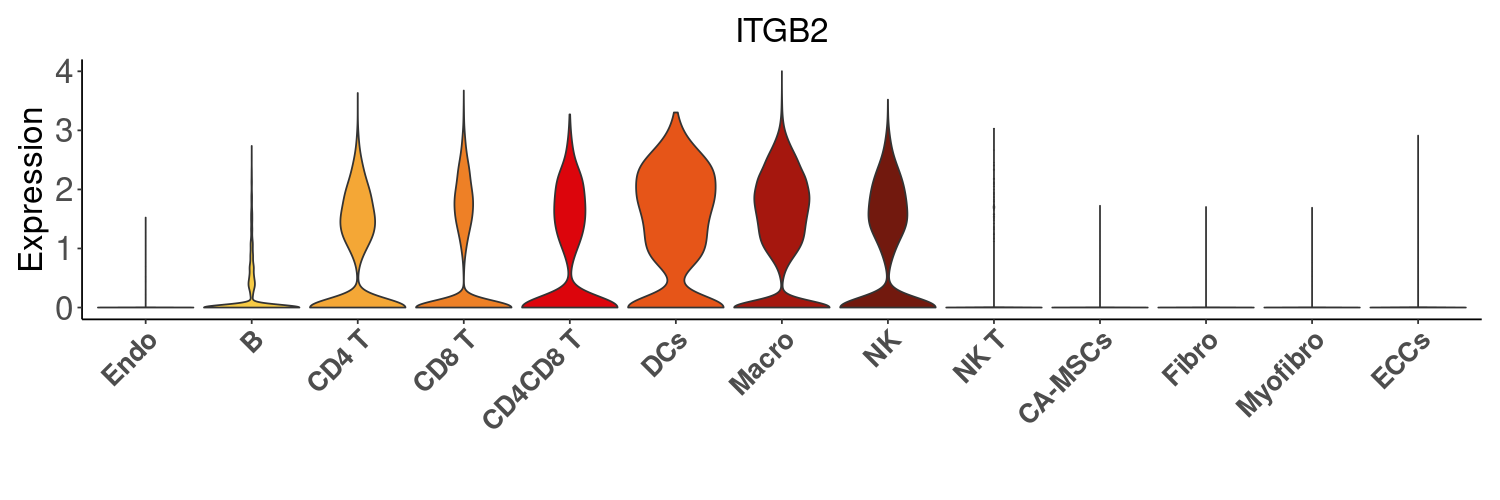 ITGB2
Expression
4
3
2
1
0
Endo
B
CD4 T
CD8 T
CD4CD8 T
DCs
Macro
NK
NK T
CA-MSCs
Fibro
Myofibro
ECCs